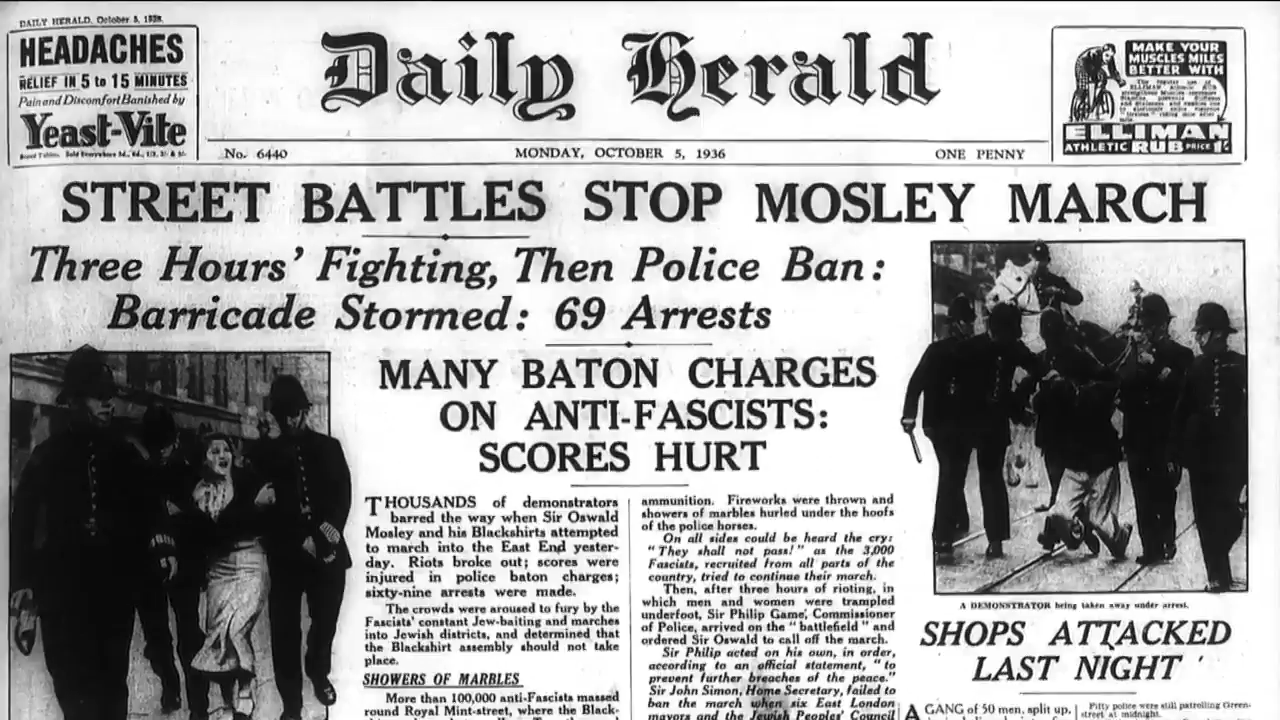 DAILY HERALD, October 5, 1936.
HEADACHES
RELIEF IN 5 to 15 MINUTES
Pain and Discomfort Banished by
Yeast-Vite
Daily Herald
MAKE YOUR
MUSCLES MILES
BETTER WITH
ELLIMAN
ATHLETIC RUB PRICE 1/-
No. 6440
MONDAY, OCTOBER 5, 1936
ONE PENNY
STREET BATTLES STOP MOSLEY MARCH
Three Hours' Fighting, Then Police Ban:
Barricade Stormed: 69 Arrests
MANY BATON CHARGES
ON ANTI-FASCISTS:
SCORES HURT
THOUSANDS of demonstrators
barred the way when Sir Oswald
Mosley and his Blackshirts attempted
to march into the East End yester-
day. Riots broke out; scores were
injured in police baton charges;
sixty-nine arrests were made.
The crowds were aroused to fury by the
Fascists' constant Jew-baiting and marches
into Jewish districts, and determined that
the Blackshirt assembly should not take
place.
SHOWERS OF MARBLES
More than 100,000 anti-Fascists massed
round Royal Mint-street, where the Black-
ammunition. Fireworks were thrown and
showers of marbles hurled under the hoofs
of the police horses.
On all sides could be heard the cry:
"They shall not pass!" as the 3,000
Fascists, recruited from all parts of the
country, tried to continue their march.
Then, after three hours of rioting, in
which men and women were trampled
underfoot, Sir Philip Game, Commissioner
of Police, arrived on the "battlefield" and
ordered Sir Oswald to call off the march.
Sir Philip acted on his own, in order,
according to an official statement, "to
prevent further breaches of the peace."
Sir John Simon, Home Secretary, failed to
ban the march when six East London
mayors and the Jewish Peoples' Council
A DEMONSTRATOR being taken away under arrest.
SHOPS ATTACKED
LAST NIGHT
A GANG of 50 men, split up,
Fifty police were still patrolling Green-
street at midnight.